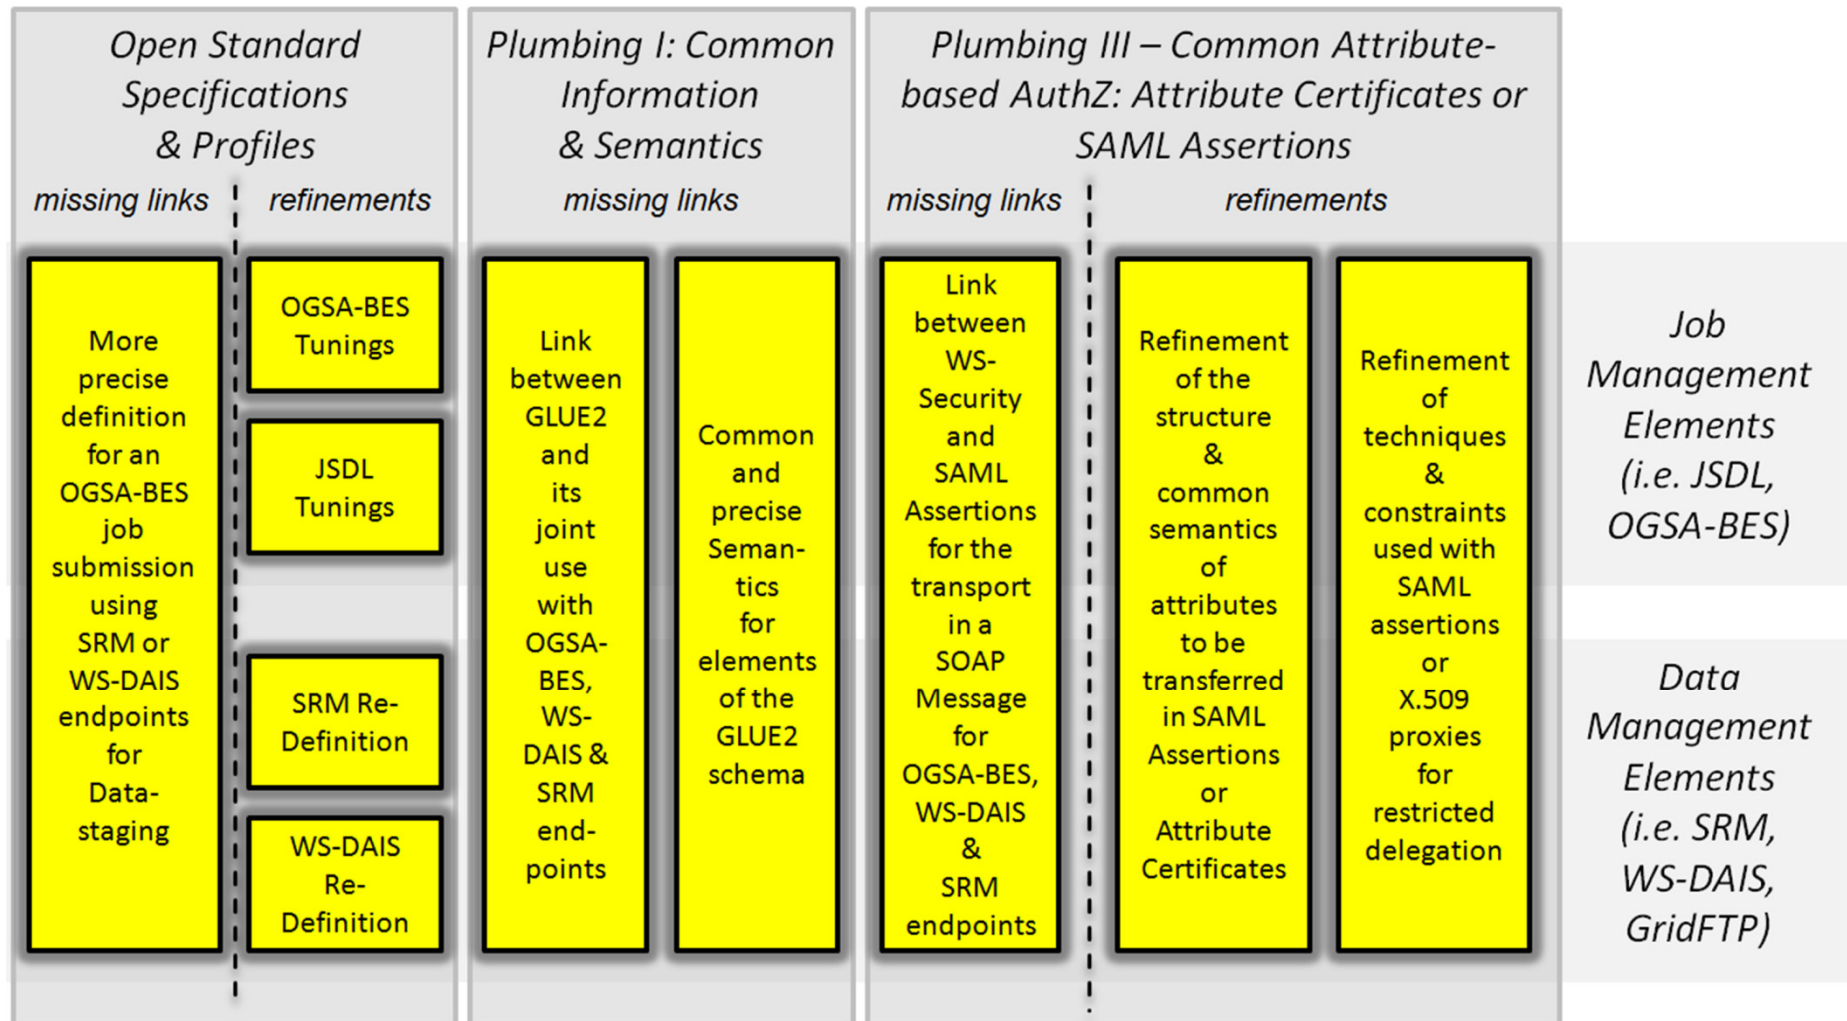 Open Standard
Specifications
& Profiles
missing links
refinements
More
precise
definition
for an
OGSA-BES
job
submission
using
SRM or
WS-DAIS
endpoints
for
Data-
staging
OGSA-BES
Tunings
JSDL
Tunings
SRM Re-
Definition
WS-DAIS
Re-
Definition
Plumbing I: Common
Information
& Semantics
missing links
Link
between
GLUE2
and
its
joint
use
with
OGSA-
BES,
WS-
DAIS &
SRM
end-
points
Common
and
precise
Seman-
tics
for
elements
of the
GLUE2
schema
Plumbing III – Common Attribute-
based AuthZ: Attribute Certificates or
SAML Assertions
missing links
refinements
Link
between
WS-
Security
and
SAML
Assertions
for the
transport
in a
SOAP
Message
for
OGSA-BES,
WS-DAIS
&
SRM
endpoints
Refinement
of the
structure
&
common
semantics
of
attributes
to be
transferred
in SAML
Assertions
or
Attribute
Certificates
Refinement
of
techniques
&
constraints
used with
SAML
assertions
or
X.509
proxies
for
restricted
delegation
Job
Management
Elements
(i.e. JSDL,
OGSA-BES)
Data
Management
Elements
(i.e. SRM,
WS-DAIS,
GridFTP)